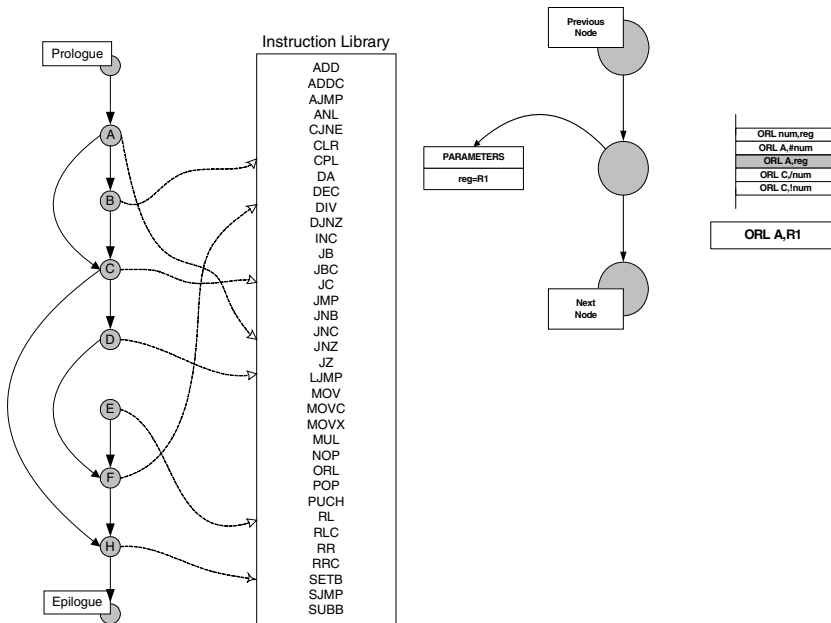 Prologue
A
B
C
D
E
F
H
Epilogue
Instruction Library
ADD
ADDC
AJMP
ANL
CJNE
CLR
CPL
DA
DEC
DIV
DJNZ
INC
JB
JBC
JC
JMP
JNB
JNC
JNZ
JZ
LJMP
MOV
MOVC
MOVX
MUL
NOP
ORL
POP
PUCH
RL
RLC
RR
RRC
SETB
SJMP
SUBB
Previous
Node
PARAMETERS
reg=R1
Next
Node
ORL num,reg
ORL A,#num
ORL A,reg
ORL C,/num
ORL C,!num
ORL A,R1